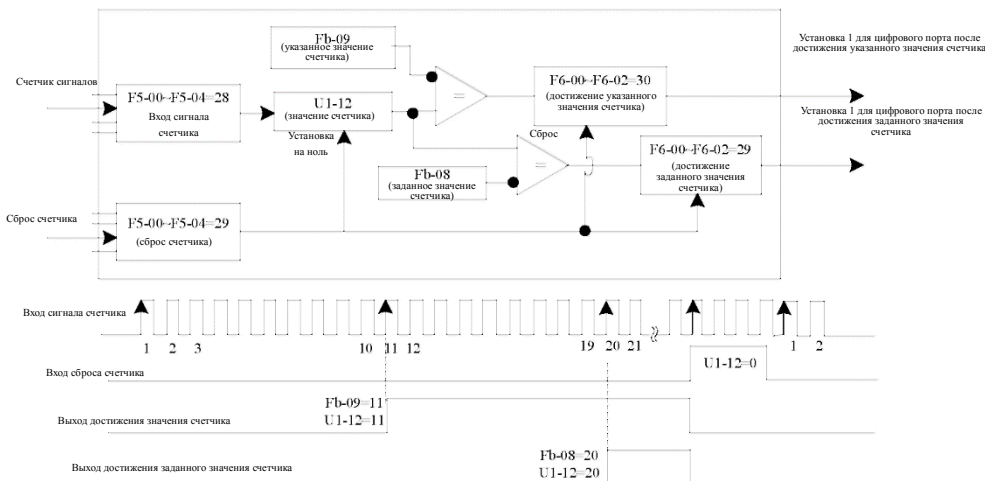 Fb-09
(указанное значение
счетчика)
Установка 1 для цифрового порта после
достижения указанного значения счетчика
Счетчик сигналов
F5-00~F5-04=28
Вход сигнала
счетчика
U1-12
(значение счетчика)
=
F6-00~F6-02=30
(достижение указанного
значения счетчика)
Установка 1 для цифрового порта после
достижения заданного значения
счетчика
Установка
на ноль
Сброс
=
F6-00~F6-02=29
(достижение
заданного значения
счетчика)
Fb-08
(заданное значение
счетчика)
Сброс счетчика
F5-00~F5-04=29
(сброс счетчика)
Вход сигнала счетчика
1 2 3 10 11 12 19 20 21 1 2
Вход сброса счетчика
U1-12=0
Fb-09=11
U1-12=11
Выход достижения значения счетчика
Fb-08=20
U1-12=20
Выход достижения заданного значения счетчика